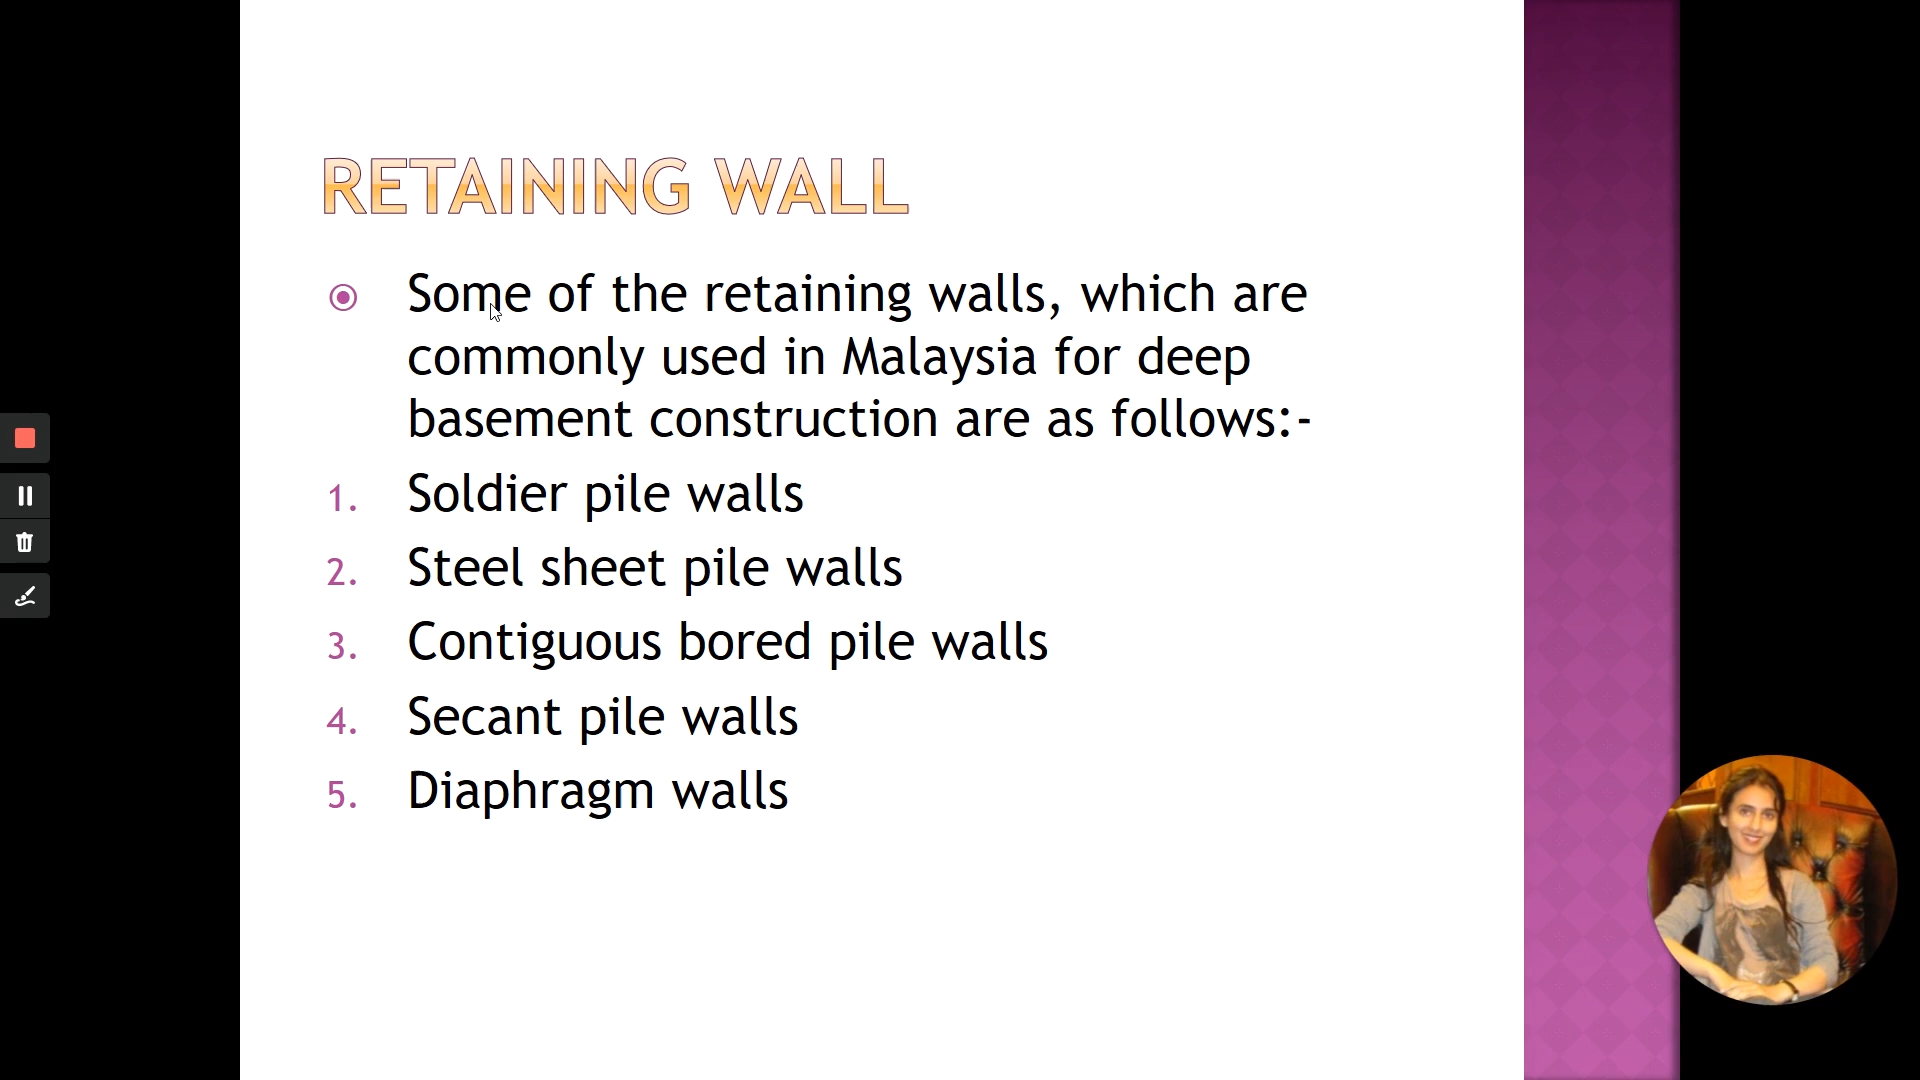 RETAINING WALL
Some of the retaining walls, which are
commonly used in Malaysia for deep
basement construction are as follows:-
1. Soldier pile walls
2. Steel sheet pile walls
3. Contiguous bored pile walls
4. Secant pile walls
5. Diaphragm walls